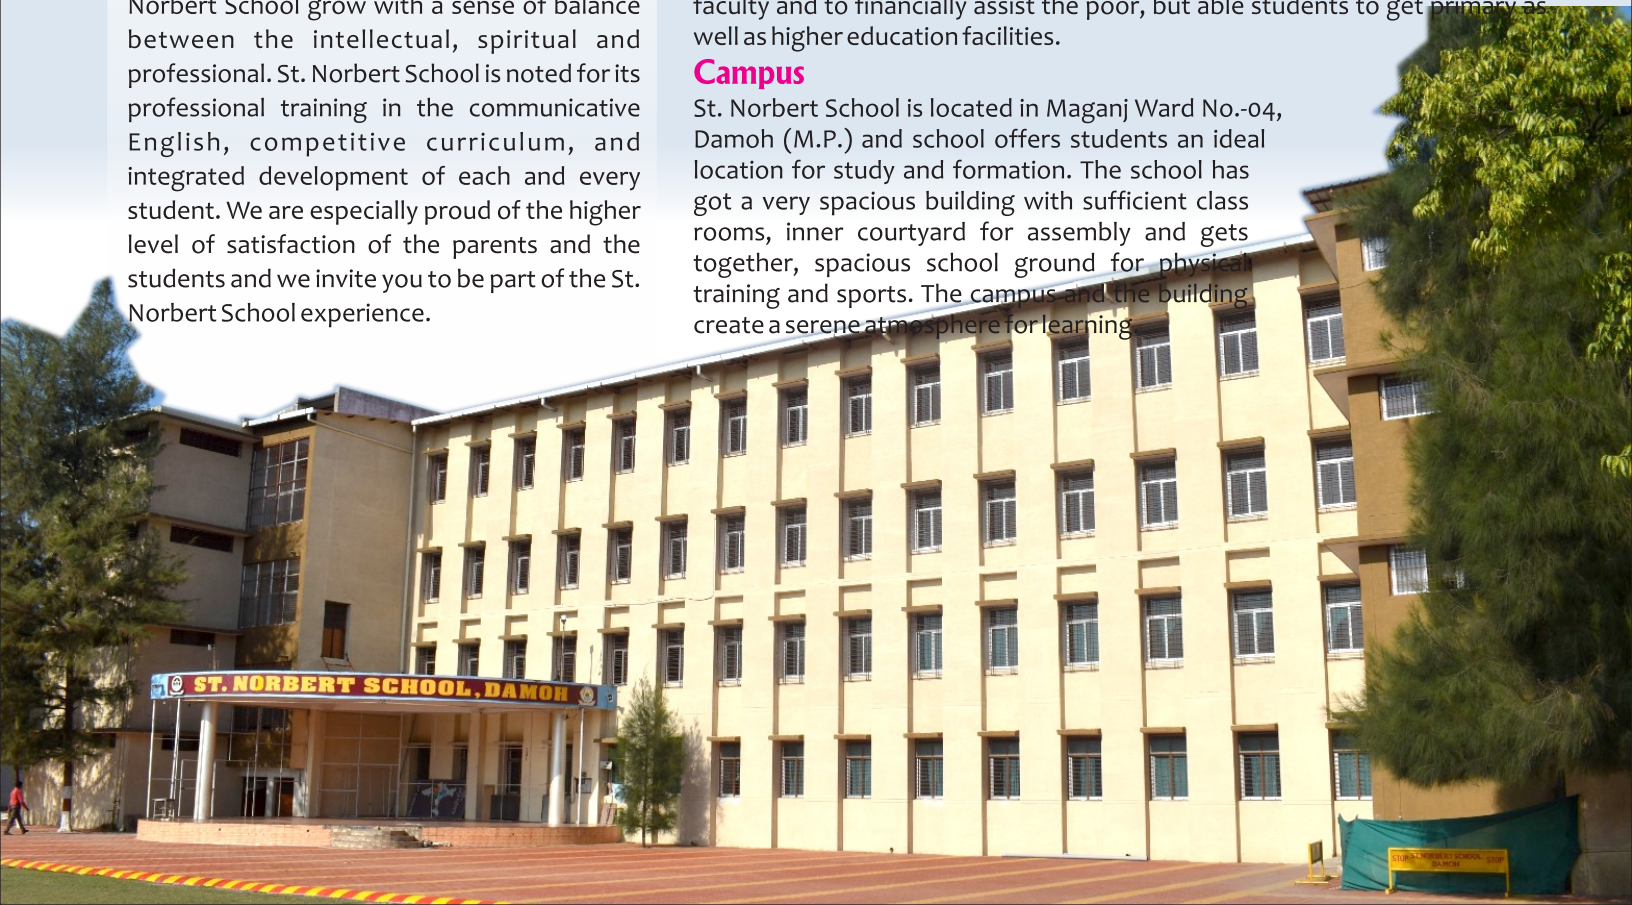 Norbert School grow with a sense of balance
between the intellectual, spiritual and
professional. St. Norbert School is noted for its
professional training in the communicative
English, competitive curriculum, and
integrated development of each and every
student. We are especially proud of the higher
level of satisfaction of the parents and the
students and we invite you to be part of the St.
Norbert School experience.
faculty and to financially assist the poor, but able students to get primary as
well as higher education facilities.
Campus
St. Norbert School is located in Maganj Ward No.-04,
Damoh (M.P.) and school offers students an ideal
location for study and formation. The school has
got a very spacious building with sufficient class
rooms, inner courtyard for assembly and gets
together, spacious school ground for physical
training and sports. The campus and the building
create a serene atmosphere for learning.
ST. NORBERT SCHOOL, DAMOH
STOP ST. NORBERT SCHOOL STOP
DAMOH